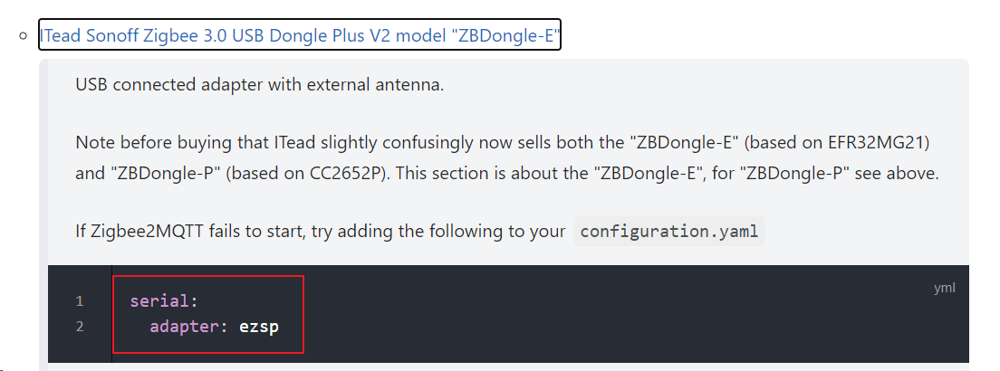 ITead Sonoff Zigbee 3.0 USB Dongle Plus V2 model "ZBDongle-E"
USB connected adapter with external antenna.
Note before buying that ITead slightly confusingly now sells both the "ZBDongle-E" (based on EFR32MG21)
and "ZBDongle-P" (based on CC2652P). This section is about the "ZBDongle-E", for "ZBDongle-P" see above.
If Zigbee2MQTT fails to start, try adding the following to your configuration.yaml
yml
1 serial:
2 adapter: ezsp